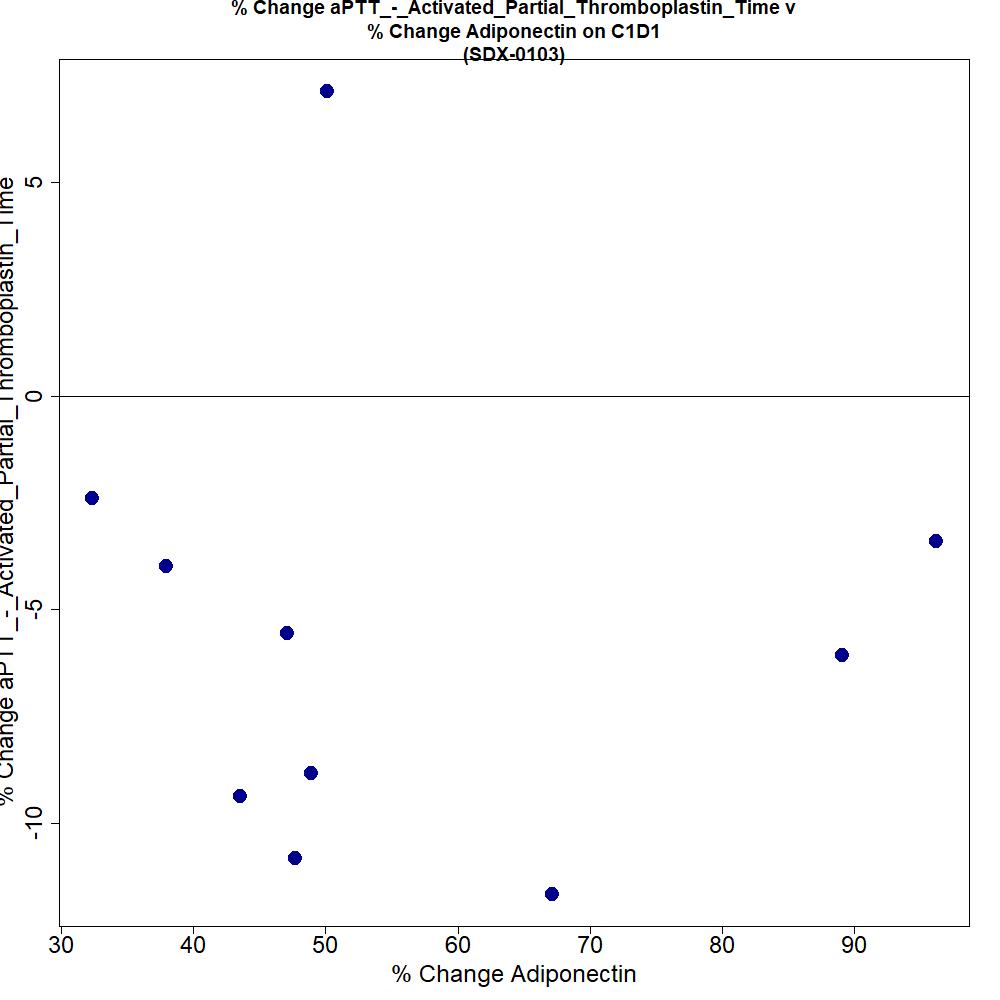 % Change aPTT_-_Activated_Partial_Thromboplastin_Time v
% Change Adiponectin on C1D1
(SDX-0103)
% Change aPTT_-_Activated_Partial_Thromboplastin_Time
5
0
-5
-10
30 40 50 60 70 80 90
% Change Adiponectin